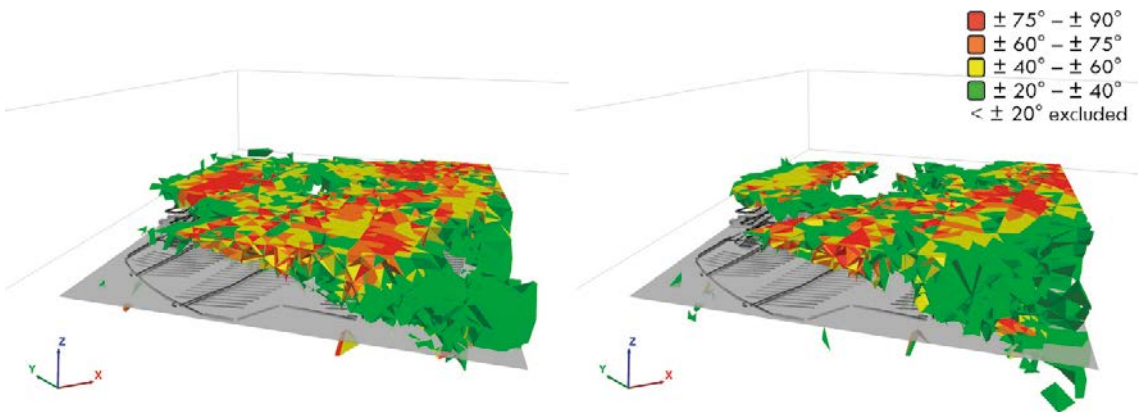 ± 75° – ± 90°
± 60° – ± 75°
± 40° – ± 60°
± 20° – ± 40°
< ± 20° excluded
Z
Y
X
Z
Y
X